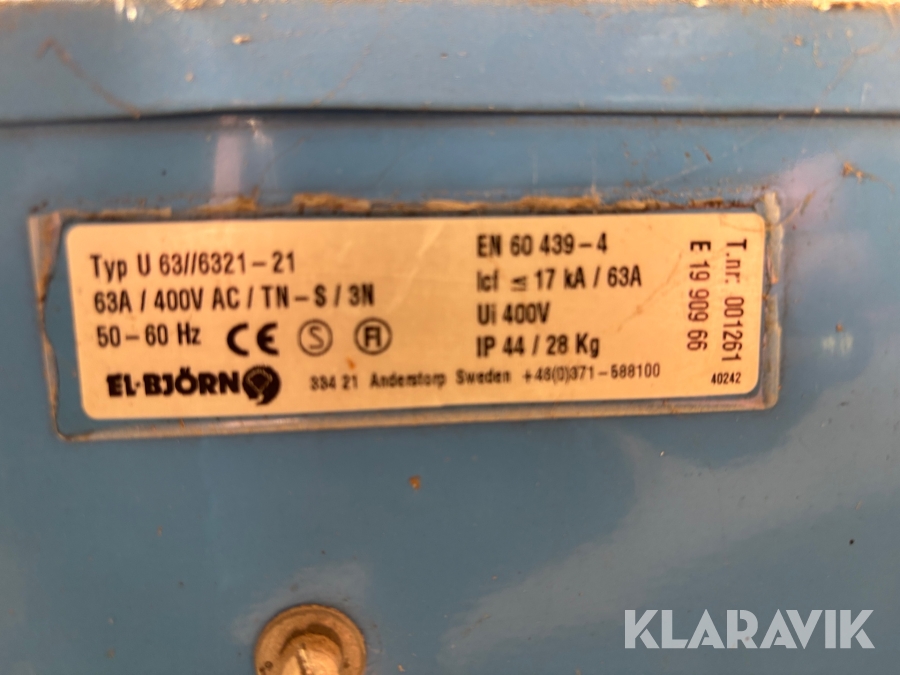 Typ U 63//6321-21
63A / 400V AC / TN-S / 3N
50-60 Hz CE S FI
EL-BJÖRN
EN 60 439-4
Icf ≤ 17 kA / 63A
Ui 400V
IP 44 / 28 Kg
334 21 Anderstorp Sweden +46(0)371-588100
T.nr: 001261
E 19 909 66
40242
KLARAVIK